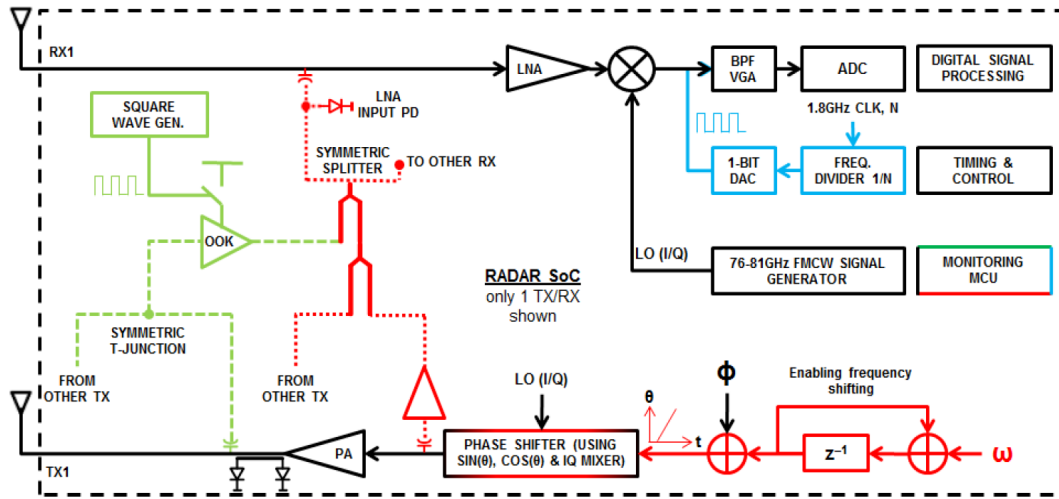 RX1
LNA
BPF
VGA
ADC
DIGITAL SIGNAL
PROCESSING
SQUARE
WAVE GEN.
LNA
INPUT PD
1.8GHz CLK, N
SYMMETRIC
SPLITTER
TO OTHER RX
1-BIT
DAC
FREQ.
DIVIDER 1/N
TIMING &
CONTROL
OOK
LO (I/Q)
76-81GHz FMCW SIGNAL
GENERATOR
MONITORING
MCU
RADAR SoC
only 1 TX/RX
shown
SYMMETRIC
T-JUNCTION
FROM
OTHER TX
FROM
OTHER TX
LO (I/Q)
Φ
Enabling frequency
shifting
θ
t
PA
PHASE SHIFTER (USING
SIN(θ), COS(θ) & IQ MIXER)
z⁻¹
ω
TX1